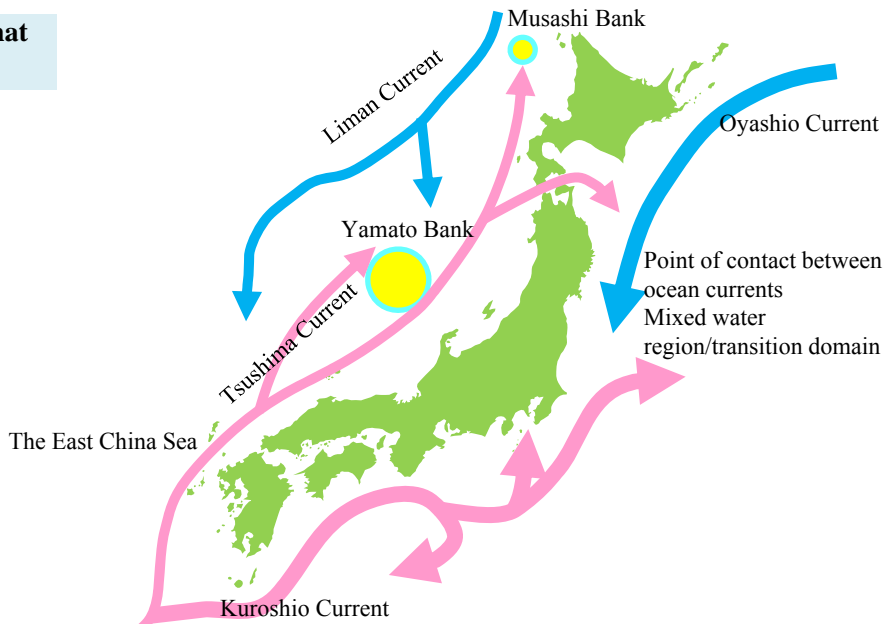 hat
Musashi Bank
Liman Current
Oyashio Current
Yamato Bank
Point of contact between
ocean currents
Mixed water
region/transition domain
Tsushima Current
The East China Sea
Kuroshio Current